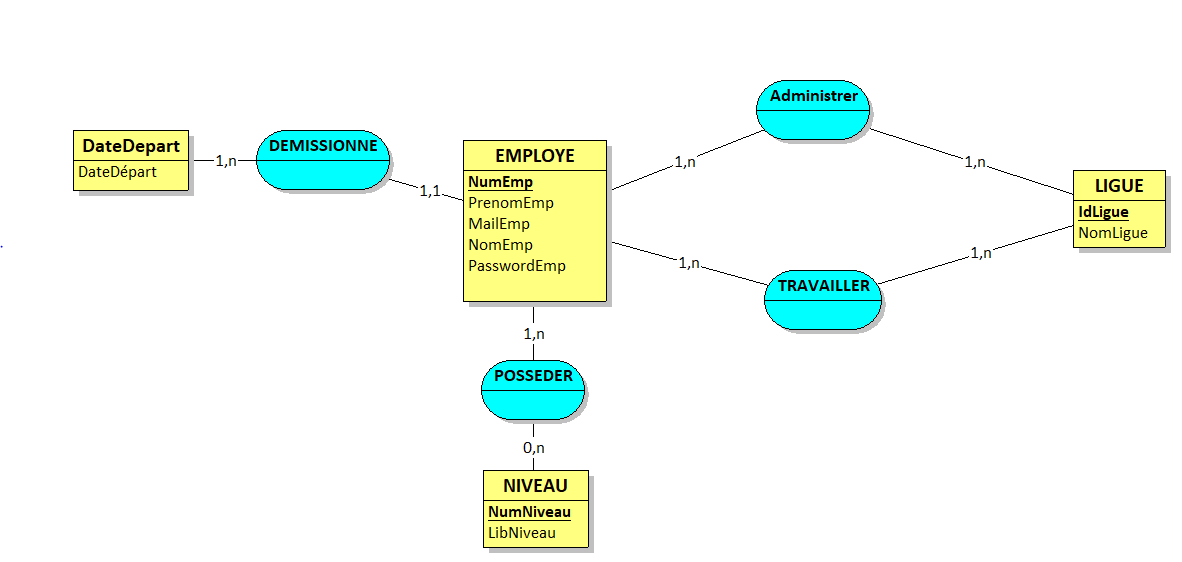 Administrer
DateDepart
DateDépart
1,n
DEMISSIONNE
1,1
EMPLOYE
NumEmp
PrenomEmp
MailEmp
NomEmp
PasswordEmp
1,n
1,n
LIGUE
IdLigue
NomLigue
1,n
1,n
TRAVAILLER
1,n
POSSEDER
0,n
NIVEAU
NumNiveau
LibNiveau